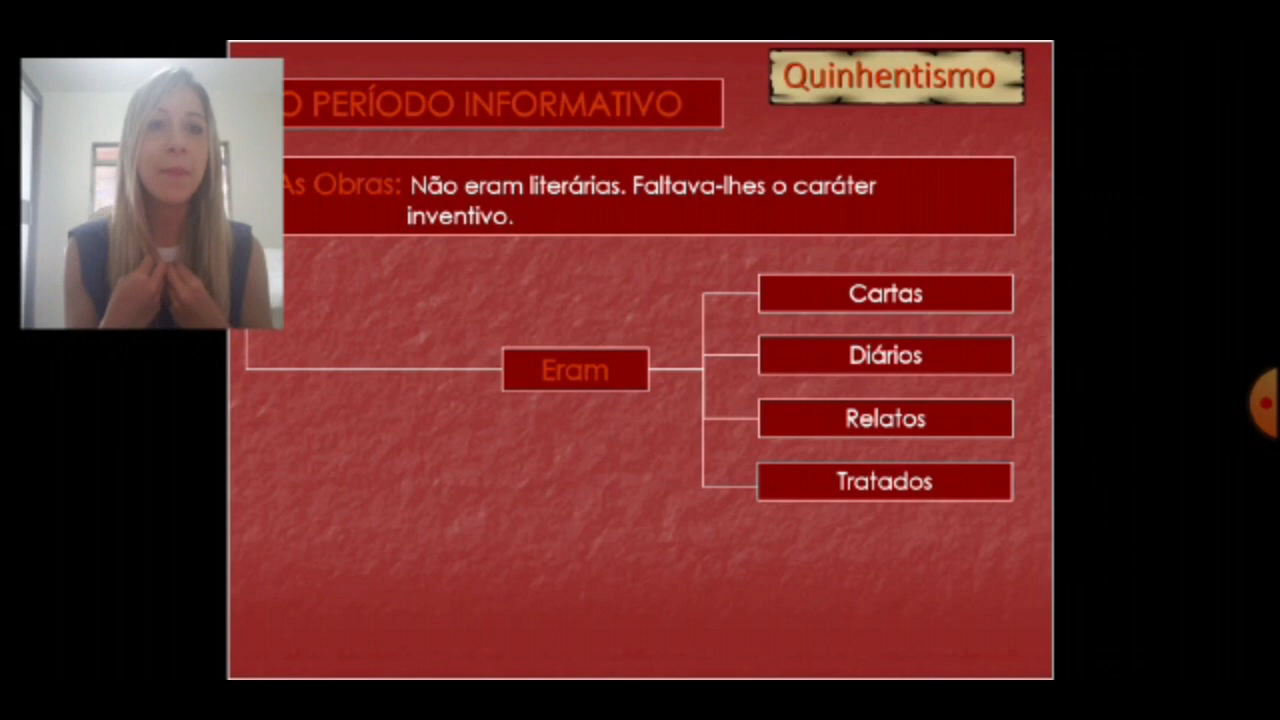 Quinhentismo
O PERÍODO INFORMATIVO
As Obras: Não eram literárias. Faltava-lhes o caráter
inventivo.
Eram
Cartas
Diários
Relatos
Tratados